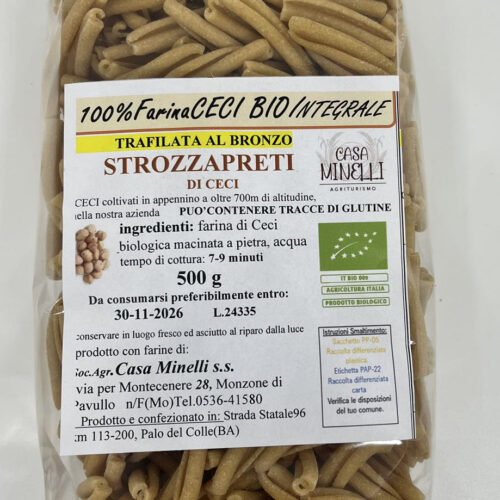 100%FarinaCECI BIO INTEGRALE
TRAFILATA AL BRONZO
STROZZAPRETI
DI CECI
CASA
MINELLI
AGRITURISMO
CECI coltivati in appennino a oltre 700m di altitudine,
nella nostra azienda PUO'CONTENERE TRACCE DI GLUTINE
ingredienti: farina di Ceci
biologica macinata a pietra, acqua
tempo di cottura: 7-9 minuti
500 g
Da consumarsi preferibilmente entro:
30-11-2026 L.24335
IT BIO 009
AGRICOLTURA ITALIA
PRODOTTO BIOLOGICO
conservare in luogo fresco ed asciutto al riparo dalla luce
prodotto con farine di:
Soc.Agr.Casa Minelli s.s.
via per Montecenere 28, Monzone di
Pavullo n/F(Mo)Tel.0536-41580
Prodotto e confezionato in: Strada Statale96
km 113-200, Palo del Colle(BA)
Istruzioni Smaltimento:
Sacchetto PP-05
Raccolta differenziata
plastica.
Etichetta PAP-22
Raccolta differenziata
carta
Verifica le disposizioni
del tuo comune.